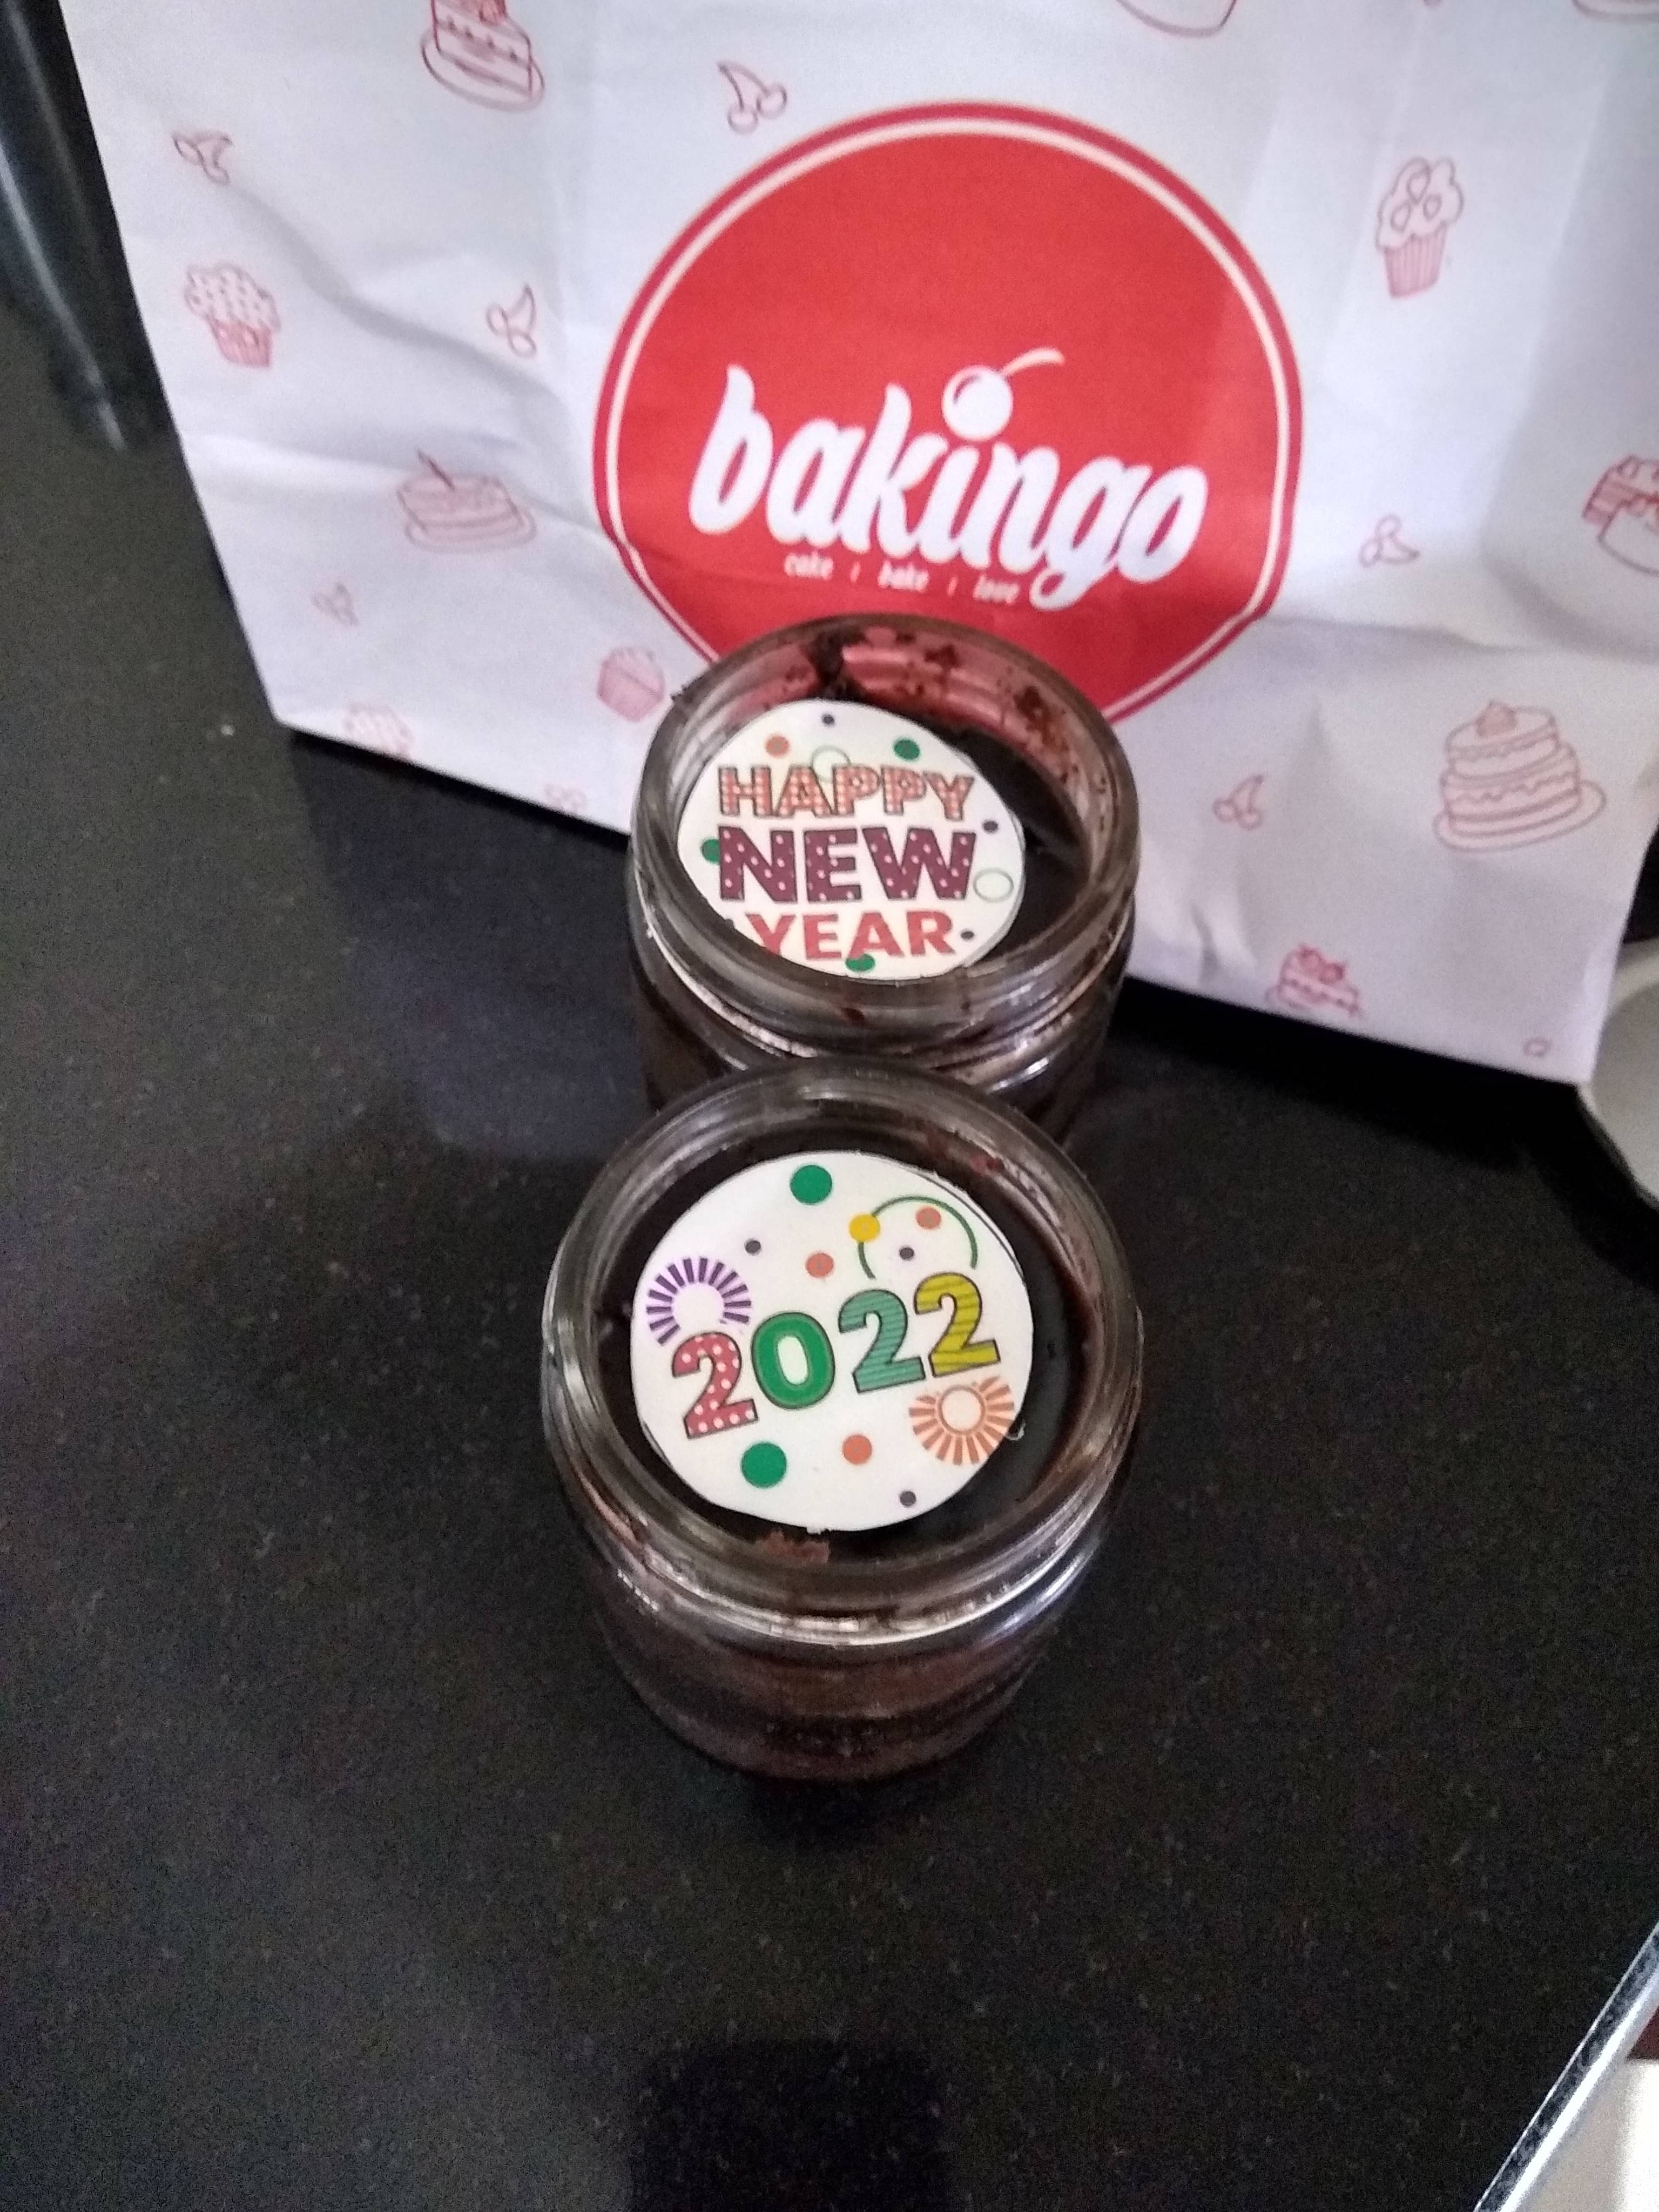 bakingo
cake | bake | love
HAPPY
NEW
YEAR
2022